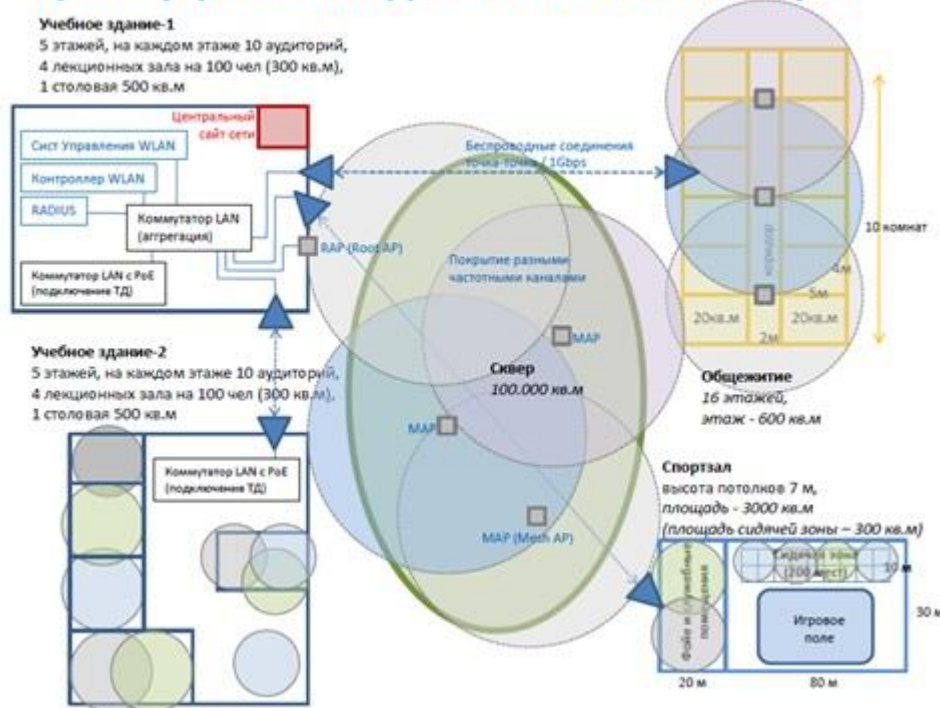 Учебное здание-1
5 этажей, на каждом этаже 10 аудиторий,
4 лекционных зала на 100 чел (300 кв.м),
1 столовая 500 кв.м
Центральный
сайт сети
Сист Управления WLAN
Контроллер WLAN
RADIUS
Коммутатор LAN
(аггрегация)
Коммутатор LAN с PoE
(подключение ТД)
RAP (Root AP)
Беспроводные соединения
точка-точка / 1Gbps
Покрытие разными
частотными каналами
MAP
Сквер
100.000 кв.м
MAP
MAP (Mesh AP)
10 комнат
коридор
4м
5м
20кв.м
2м
20кв.м
Общежитие
16 этажей,
этаж - 600 кв.м
Учебное здание-2
5 этажей, на каждом этаже 10 аудиторий,
4 лекционных зала на 100 чел (300 кв.м),
1 столовая 500 кв.м
Коммутатор LAN с PoE
(подключение ТД)
Спортзал
высота потолков 7 м,
площадь - 3000 кв.м
(площадь сидячей зоны – 300 кв.м)
Фойе и служебные
помещения
Сидячая зона
(200 мест)
10 м
Игровое
поле
30 м
20 м
80 м